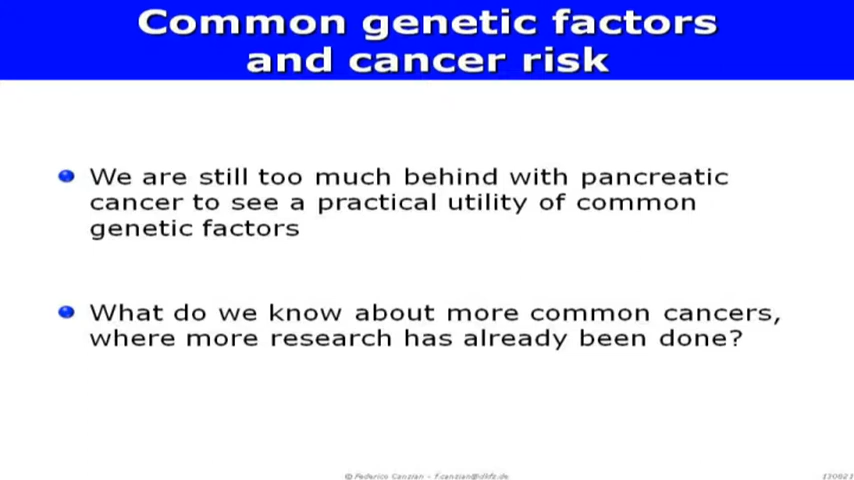 Common genetic factors
and cancer risk
We are still too much behind with pancreatic
cancer to see a practical utility of common
genetic factors
What do we know about more common cancers,
where more research has already been done?
© Federico Canzian – f.canzian@dkfz.de
130823